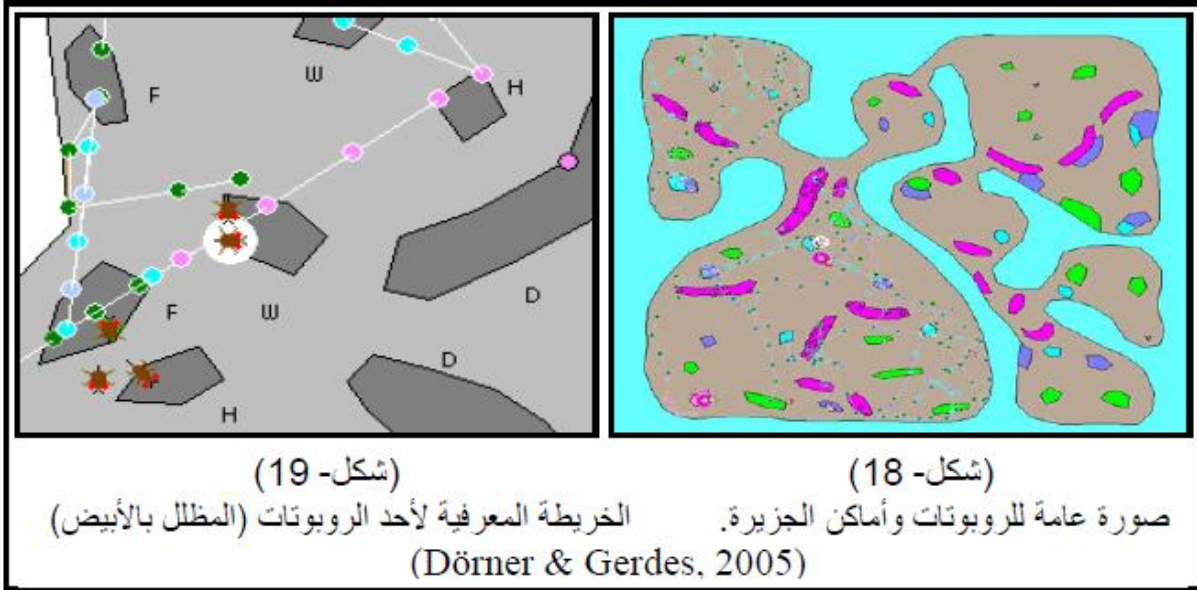 W
H
F
D
F
W
D
H
(شكل- 18)
(شكل- 19)
صورة عامة للروبوتات وأماكن الجزيرة.
الخريطة المعرفية لأحد الروبوتات (المظلل بالأبيض)
(Dörner & Gerdes, 2005)